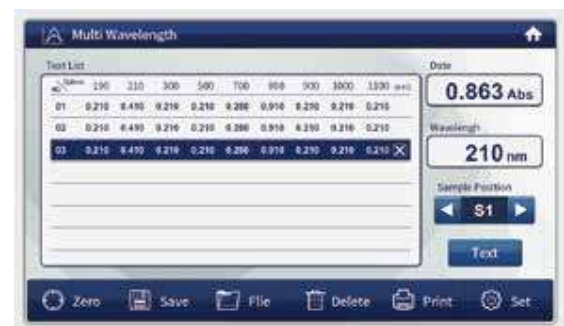 Multi Wavelength
Text List
Date
190 210 300 500 700 900 1000 1100
0.863 Abs
01 0.210 0.490 0.210 0.210 0.280 0.910 0.210 0.210 0.210
02 0.210 0.490 0.210 0.210 0.280 0.910 0.210 0.210 0.210
Wavelength
03 0.210 0.490 0.210 0.210 0.280 0.910 0.210 0.210 0.210
210 nm
Sample Position
S1
Text
Zero Save Flie Delete Print Set